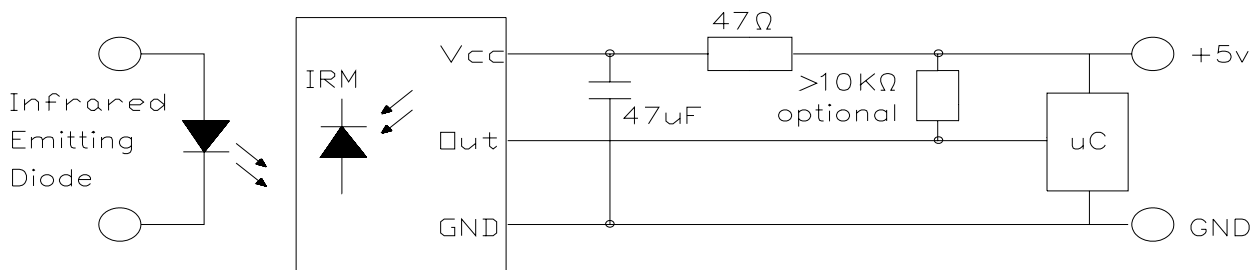 Infrared
Emitting
Diode
IRM
Vcc
Out
GND
47uF
47Ω
>10KΩ
optional
uC
+5v
GND